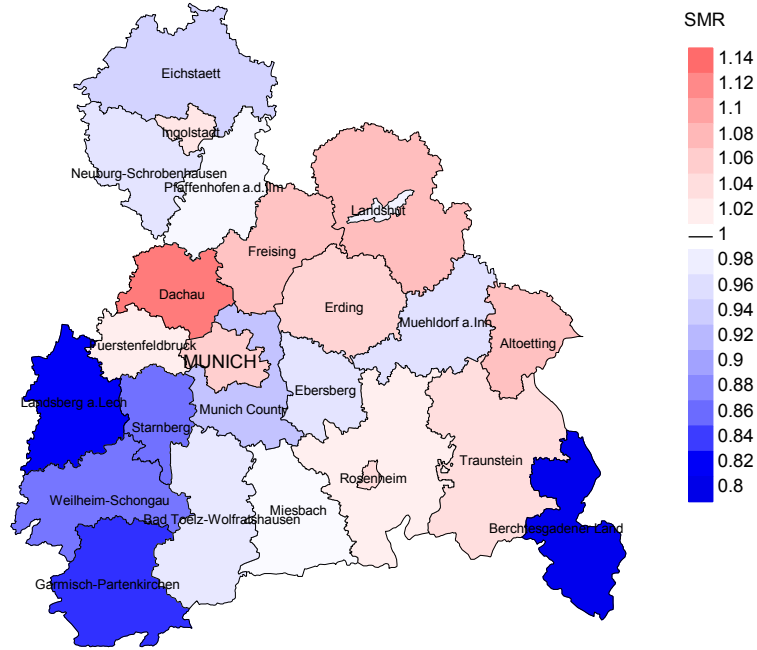 SMR
1.14
1.12
1.1
1.08
1.06
1.04
1.02
1
0.98
0.96
0.94
0.92
0.9
0.88
0.86
0.84
0.82
0.8
Eichstaett
Ingolstadt
Neuburg-Schrobenhausen
Pfaffenhofen a.d.Ilm
Landshut
Freising
Dachau
Erding
Muehldorf a.Inn
Altoetting
Fuerstenfeldbruck
MUNICH
Ebersberg
Landsberg a.Lech
Munich County
Starnberg
Traunstein
Rosenheim
Weilheim-Schongau
Miesbach
Bad Toelz-Wolfratshausen
Berchtesgadener Land
Garmisch-Partenkirchen